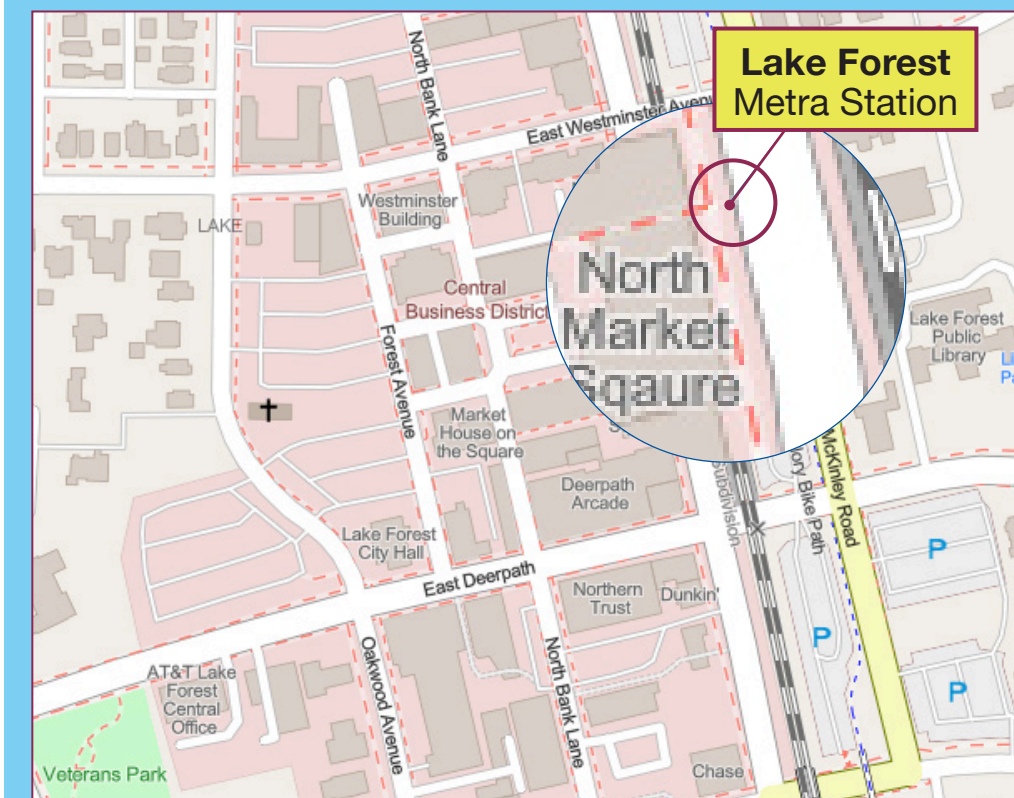 Lake Forest
Metra Station
North Bank Lane
East Westminster Avenu
Westminster
Building
LAKE
Central
Business District
Forest Avenue
North
Market
Sqaure
Lake Forest
Public
Library
Market
House on
the Square
McKinley Road
ory Bike Path
Subdivision
Deerpath
Arcade
Lake Forest
City Hall
East Deerpath
P
Northern
Trust
Dunkin'
P
AT&T Lake
Forest
Central
Office
Oakwood Avenue
North Bank Lane
P
Veterans Park
Chase